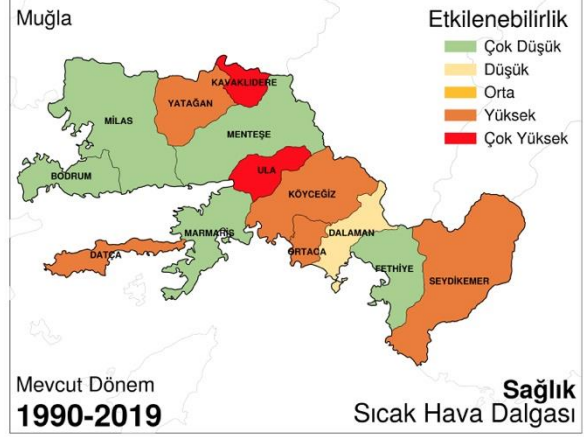 Muğla
Etkilenebilirlik
Çok Düşük
Düşük
Orta
Yüksek
Çok Yüksek
KAVAKLIDERE
YATAĞAN
MİLAS
MENTEŞE
BODRUM
ULA
KÖYCEĞİZ
MARMARİS
DALAMAN
DATÇA
ORTACA
FETHİYE
SEYDİKEMER
Mevcut Dönem
1990-2019
Sağlık
Sıcak Hava Dalgası